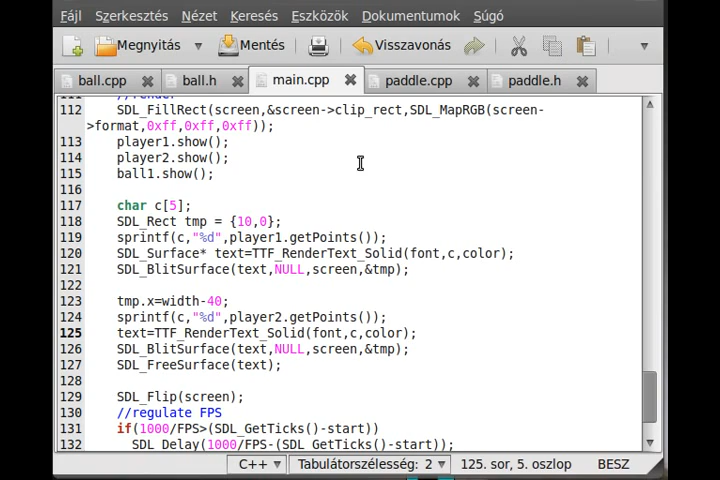 Fájl Szerkesztés Nézet Keresés Eszközök Dokumentumok Súgó
Megnyitás Mentés Visszavonás
ball.cpp ball.h main.cpp paddle.cpp paddle.h
111 //render
112 SDL_FillRect(screen,&screen->clip_rect,SDL_MapRGB(screen-
>format,0xff,0xff,0xff));
113 player1.show();
114 player2.show();
115 ball1.show();
116
117 char c[5];
118 SDL_Rect tmp = {10,0};
119 sprintf(c,"%d",player1.getPoints());
120 SDL_Surface* text=TTF_RenderText_Solid(font,c,color);
121 SDL_BlitSurface(text,NULL,screen,&tmp);
122
123 tmp.x=width-40;
124 sprintf(c,"%d",player2.getPoints());
125 text=TTF_RenderText_Solid(font,c,color);
126 SDL_BlitSurface(text,NULL,screen,&tmp);
127 SDL_FreeSurface(text);
128
129 SDL_Flip(screen);
130 //regulate FPS
131 if(1000/FPS>(SDL_GetTicks()-start))
132 SDL_Delay(1000/FPS-(SDL_GetTicks()-start));
C++ Tabulátorszélesség: 2 125. sor, 5. oszlop BESZ